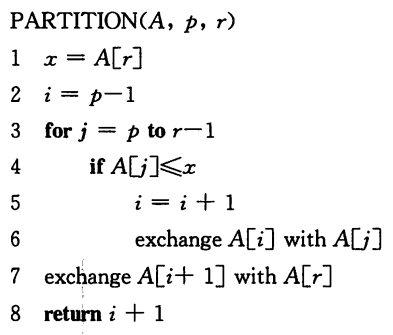 PARTITION(A, p, r)
1 x = A[r]
2 i = p-1
3 for j = p to r-1
4 if A[j]⩽x
5 i = i + 1
6 exchange A[i] with A[j]
7 exchange A[i+ 1] with A[r]
8 return i + 1